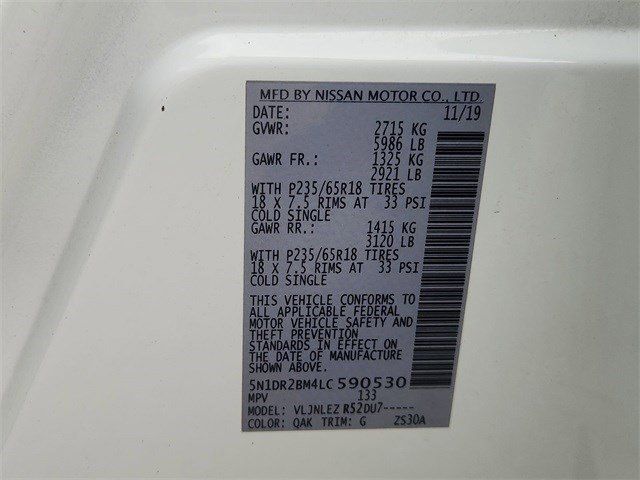 MFD BY NISSAN MOTOR CO., LTD.
DATE: 11/19
GVWR: 2715 KG
5986 LB
GAWR FR.: 1325 KG
2921 LB
WITH P235/65R18 TIRES
18 X 7.5 RIMS AT 33 PSI
COLD SINGLE
GAWR RR.: 1415 KG
3120 LB
WITH P235/65R18 TIRES
18 X 7.5 RIMS AT 33 PSI
COLD SINGLE
THIS VEHICLE CONFORMS TO
ALL APPLICABLE FEDERAL
MOTOR VEHICLE SAFETY AND
THEFT PREVENTION
STANDARDS IN EFFECT ON
THE DATE OF MANUFACTURE
SHOWN ABOVE.
5N1DR2BM4LC590530
MPV 133
MODEL: VLJNLEZ R52DU7-----
COLOR: QAK TRIM: G ZS30A